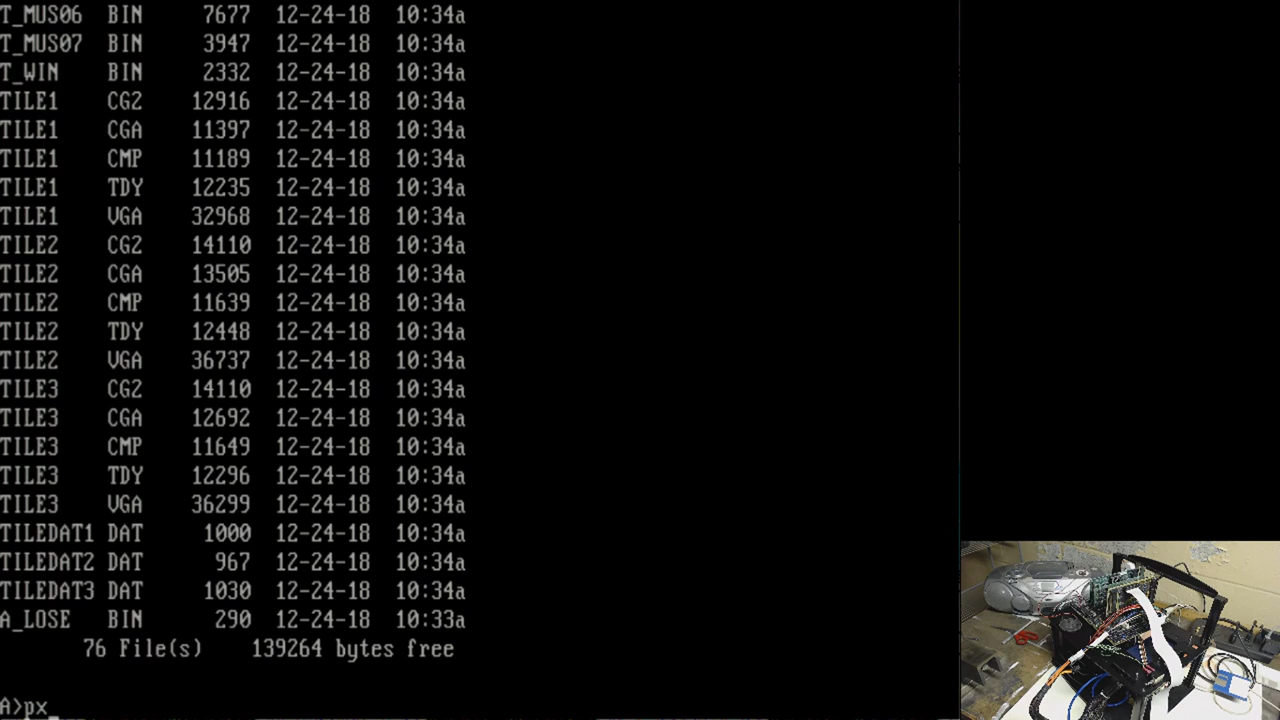 T_MUS06 BIN 7677 12-24-18 10:34a
T_MUS07 BIN 3947 12-24-18 10:34a
T_WIN BIN 2332 12-24-18 10:34a
TILE1 CG2 12916 12-24-18 10:34a
TILE1 CGA 11397 12-24-18 10:34a
TILE1 CMP 11189 12-24-18 10:34a
TILE1 TDY 12235 12-24-18 10:34a
TILE1 VGA 32968 12-24-18 10:34a
TILE2 CG2 14110 12-24-18 10:34a
TILE2 CGA 13505 12-24-18 10:34a
TILE2 CMP 11639 12-24-18 10:34a
TILE2 TDY 12448 12-24-18 10:34a
TILE2 VGA 36737 12-24-18 10:34a
TILE3 CG2 14110 12-24-18 10:34a
TILE3 CGA 12692 12-24-18 10:34a
TILE3 CMP 11649 12-24-18 10:34a
TILE3 TDY 12296 12-24-18 10:34a
TILE3 VGA 36299 12-24-18 10:34a
TILEDAT1 DAT 1000 12-24-18 10:34a
TILEDAT2 DAT 967 12-24-18 10:34a
TILEDAT3 DAT 1030 12-24-18 10:34a
A_LOSE BIN 290 12-24-18 10:33a
76 File(s) 139264 bytes free
A>px_